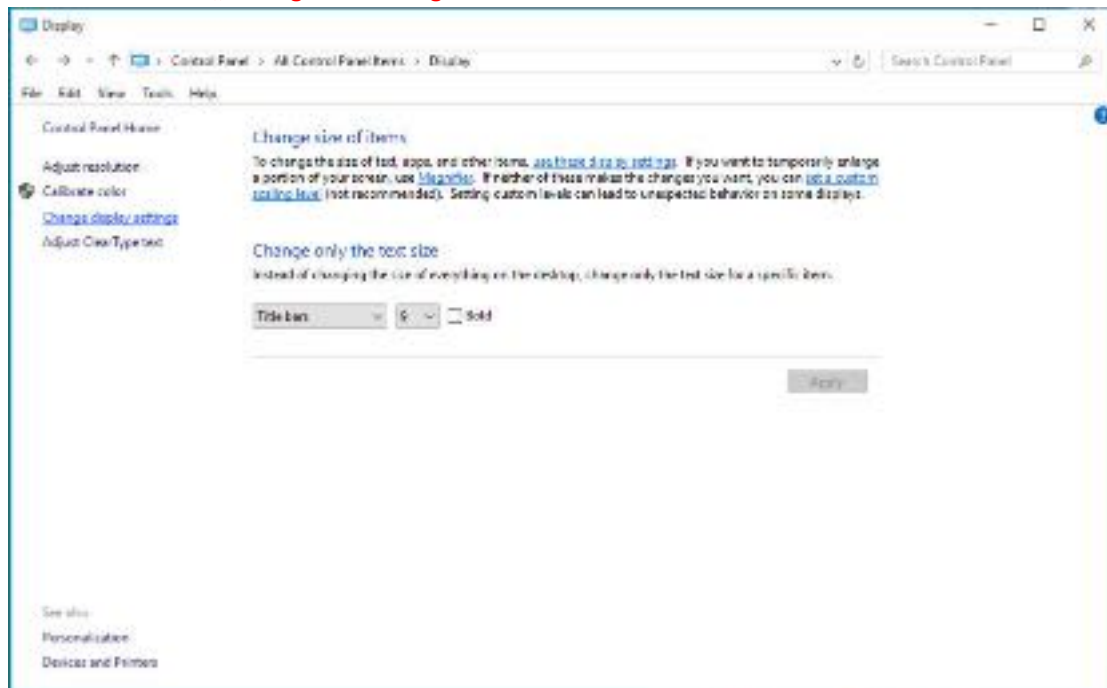 Display
Control Panel > All Control Panel Items > Display
Search Control Panel
File Edit View Tools Help
Control Panel Home
Adjust resolution
Calibrate color
Change display settings
Adjust ClearType text
Change size of items
To change the size of text, apps, and other items, use these display settings. If you want to temporarily enlarge
a portion of your screen, use Magnifier. If neither of these makes the changes you want, you can set a custom
scaling level (not recommended). Setting custom levels can lead to unexpected behavior on some displays.
Change only the text size
Instead of changing the size of everything on the desktop, change only the text size for a specific item.
Title bars 9 Bold
Apply
See also
Personalization
Devices and Printers